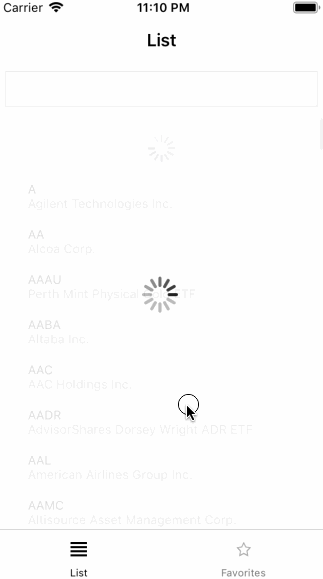 Carrier 11:10 PM
List
A
Agilent Technologies Inc.
AA
Alcoa Corp.
AAAU
Perth Mint Physical Gold ETF
AABA
Altaba Inc.
AAC
AAC Holdings Inc.
AADR
AdvisorShares Dorsey Wright ADR ETF
AAL
American Airlines Group Inc.
AAMC
Altisource Asset Management Corp.
List Favorites